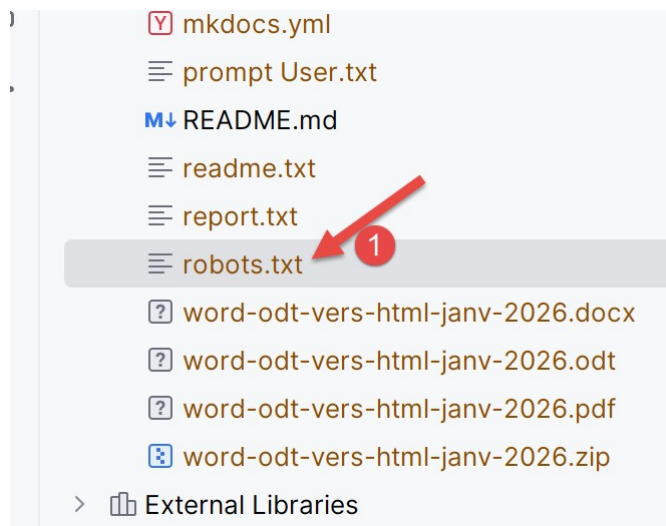 mkdocs.yml
prompt User.txt
M↓ README.md
readme.txt
report.txt
1
robots.txt
word-odt-vers-html-janv-2026.docx
word-odt-vers-html-janv-2026.odt
word-odt-vers-html-janv-2026.pdf
word-odt-vers-html-janv-2026.zip
External Libraries